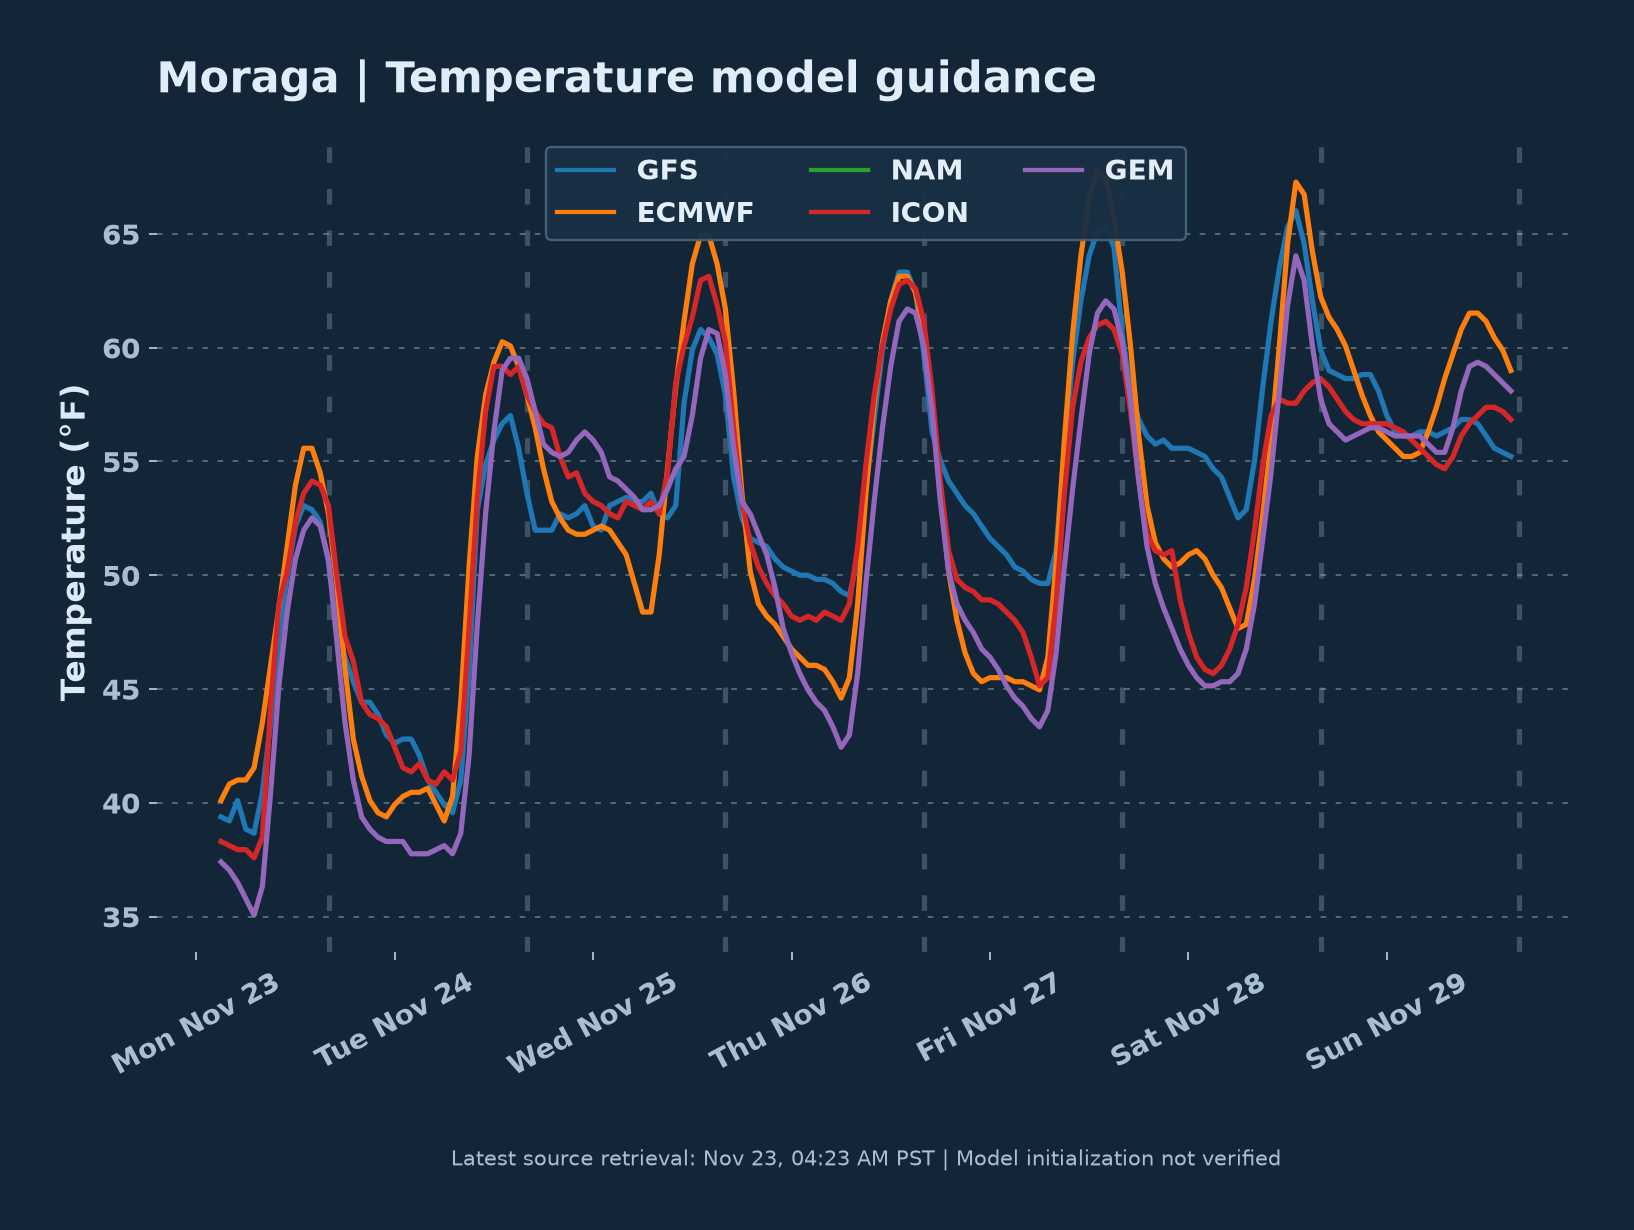 Moraga | Temperature model guidance
GFS NAM GEM
ECMWF ICON
Temperature (°F)
65
60
55
50
45
40
35
Mon Nov 23
Tue Nov 24
Wed Nov 25
Thu Nov 26
Fri Nov 27
Sat Nov 28
Sun Nov 29
Latest source retrieval: Nov 23, 04:23 AM PST | Model initialization not verified